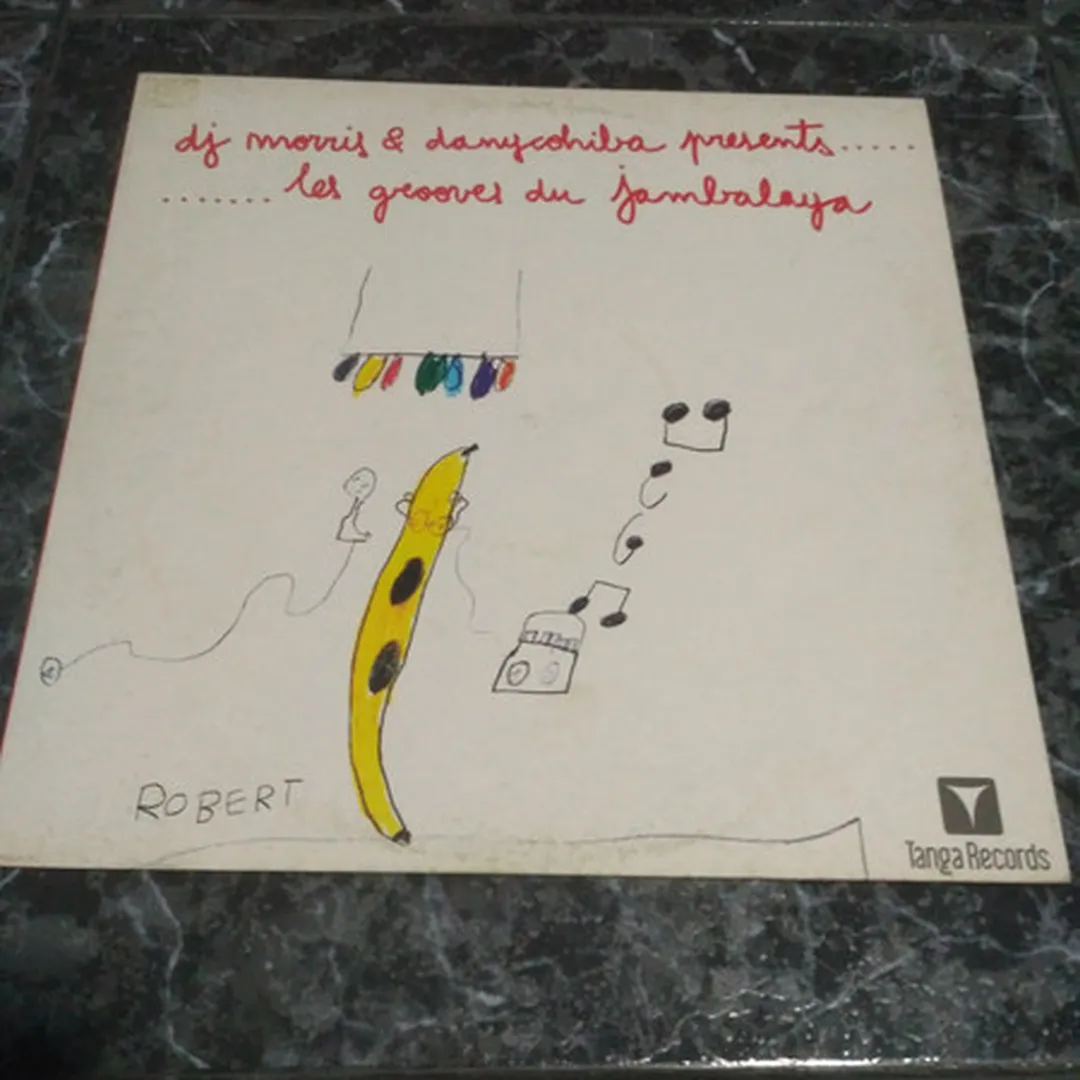 dj morris & danycohiba presents.....
....... les grooves du jambalaya
ROBERT
Tanga Records